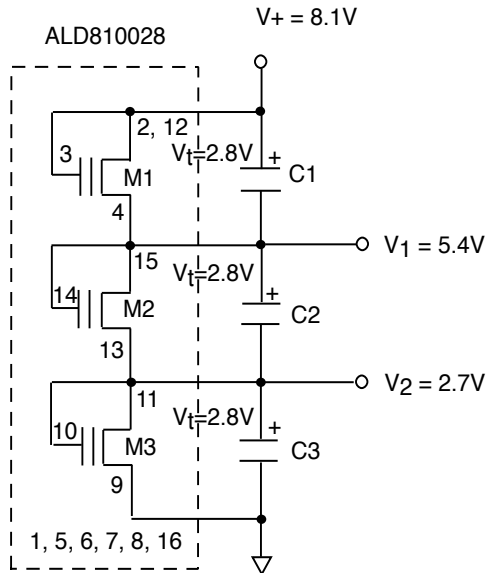 V+ = 8.1V
ALD810028
2, 12
3
Vt=2.8V
+
M1
C1
4
15
V1 = 5.4V
Vt=2.8V
14
+
M2
C2
13
11
V2 = 2.7V
Vt=2.8V
10
+
M3
C3
9
1, 5, 6, 7, 8, 16